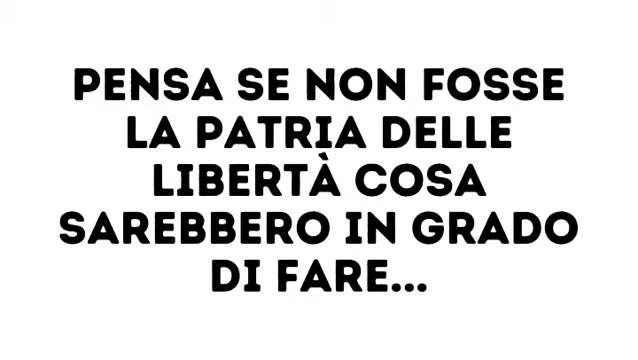 PENSA SE NON FOSSE
LA PATRIA DELLE
LIBERTÀ COSA
SAREBBERO IN GRADO
DI FARE...